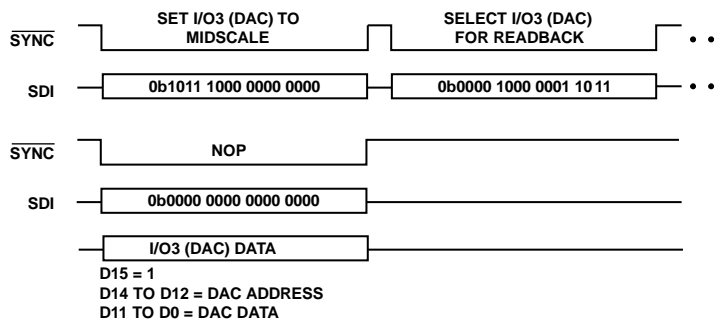 SET I/O3 (DAC) TO MIDSCALE
SELECT I/O3 (DAC) FOR READBACK
SYNC
SDI
0b1011 1000 0000 0000
0b0000 1000 0001 1011
SYNC
NOP
SDI
0b0000 0000 0000 0000
I/O3 (DAC) DATA
D15 = 1
D14 TO D12 = DAC ADDRESS
D11 TO D0 = DAC DATA